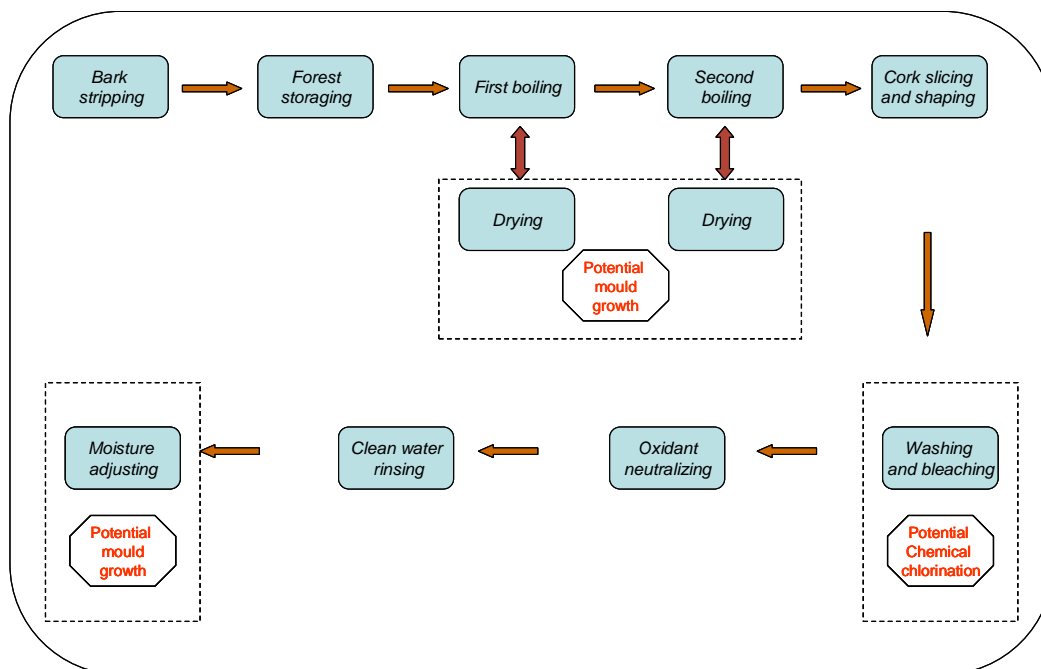 Bark
stripping
Forest
storaging
First boiling
Second
boiling
Cork slicing
and shaping
Drying
Drying
Potential
mould
growth
Moisture
adjusting
Clean water
rinsing
Oxidant
neutralizing
Washing
and bleaching
Potential
mould
growth
Potential
Chemical
chlorination